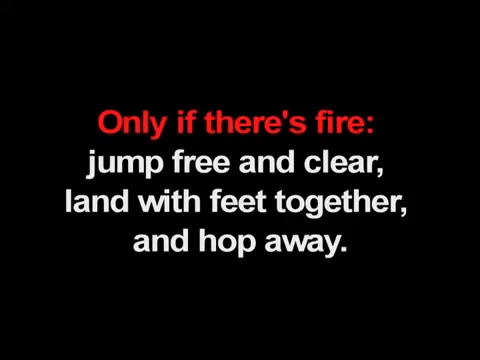 Only if there's fire:
jump free and clear,
land with feet together,
and hop away.